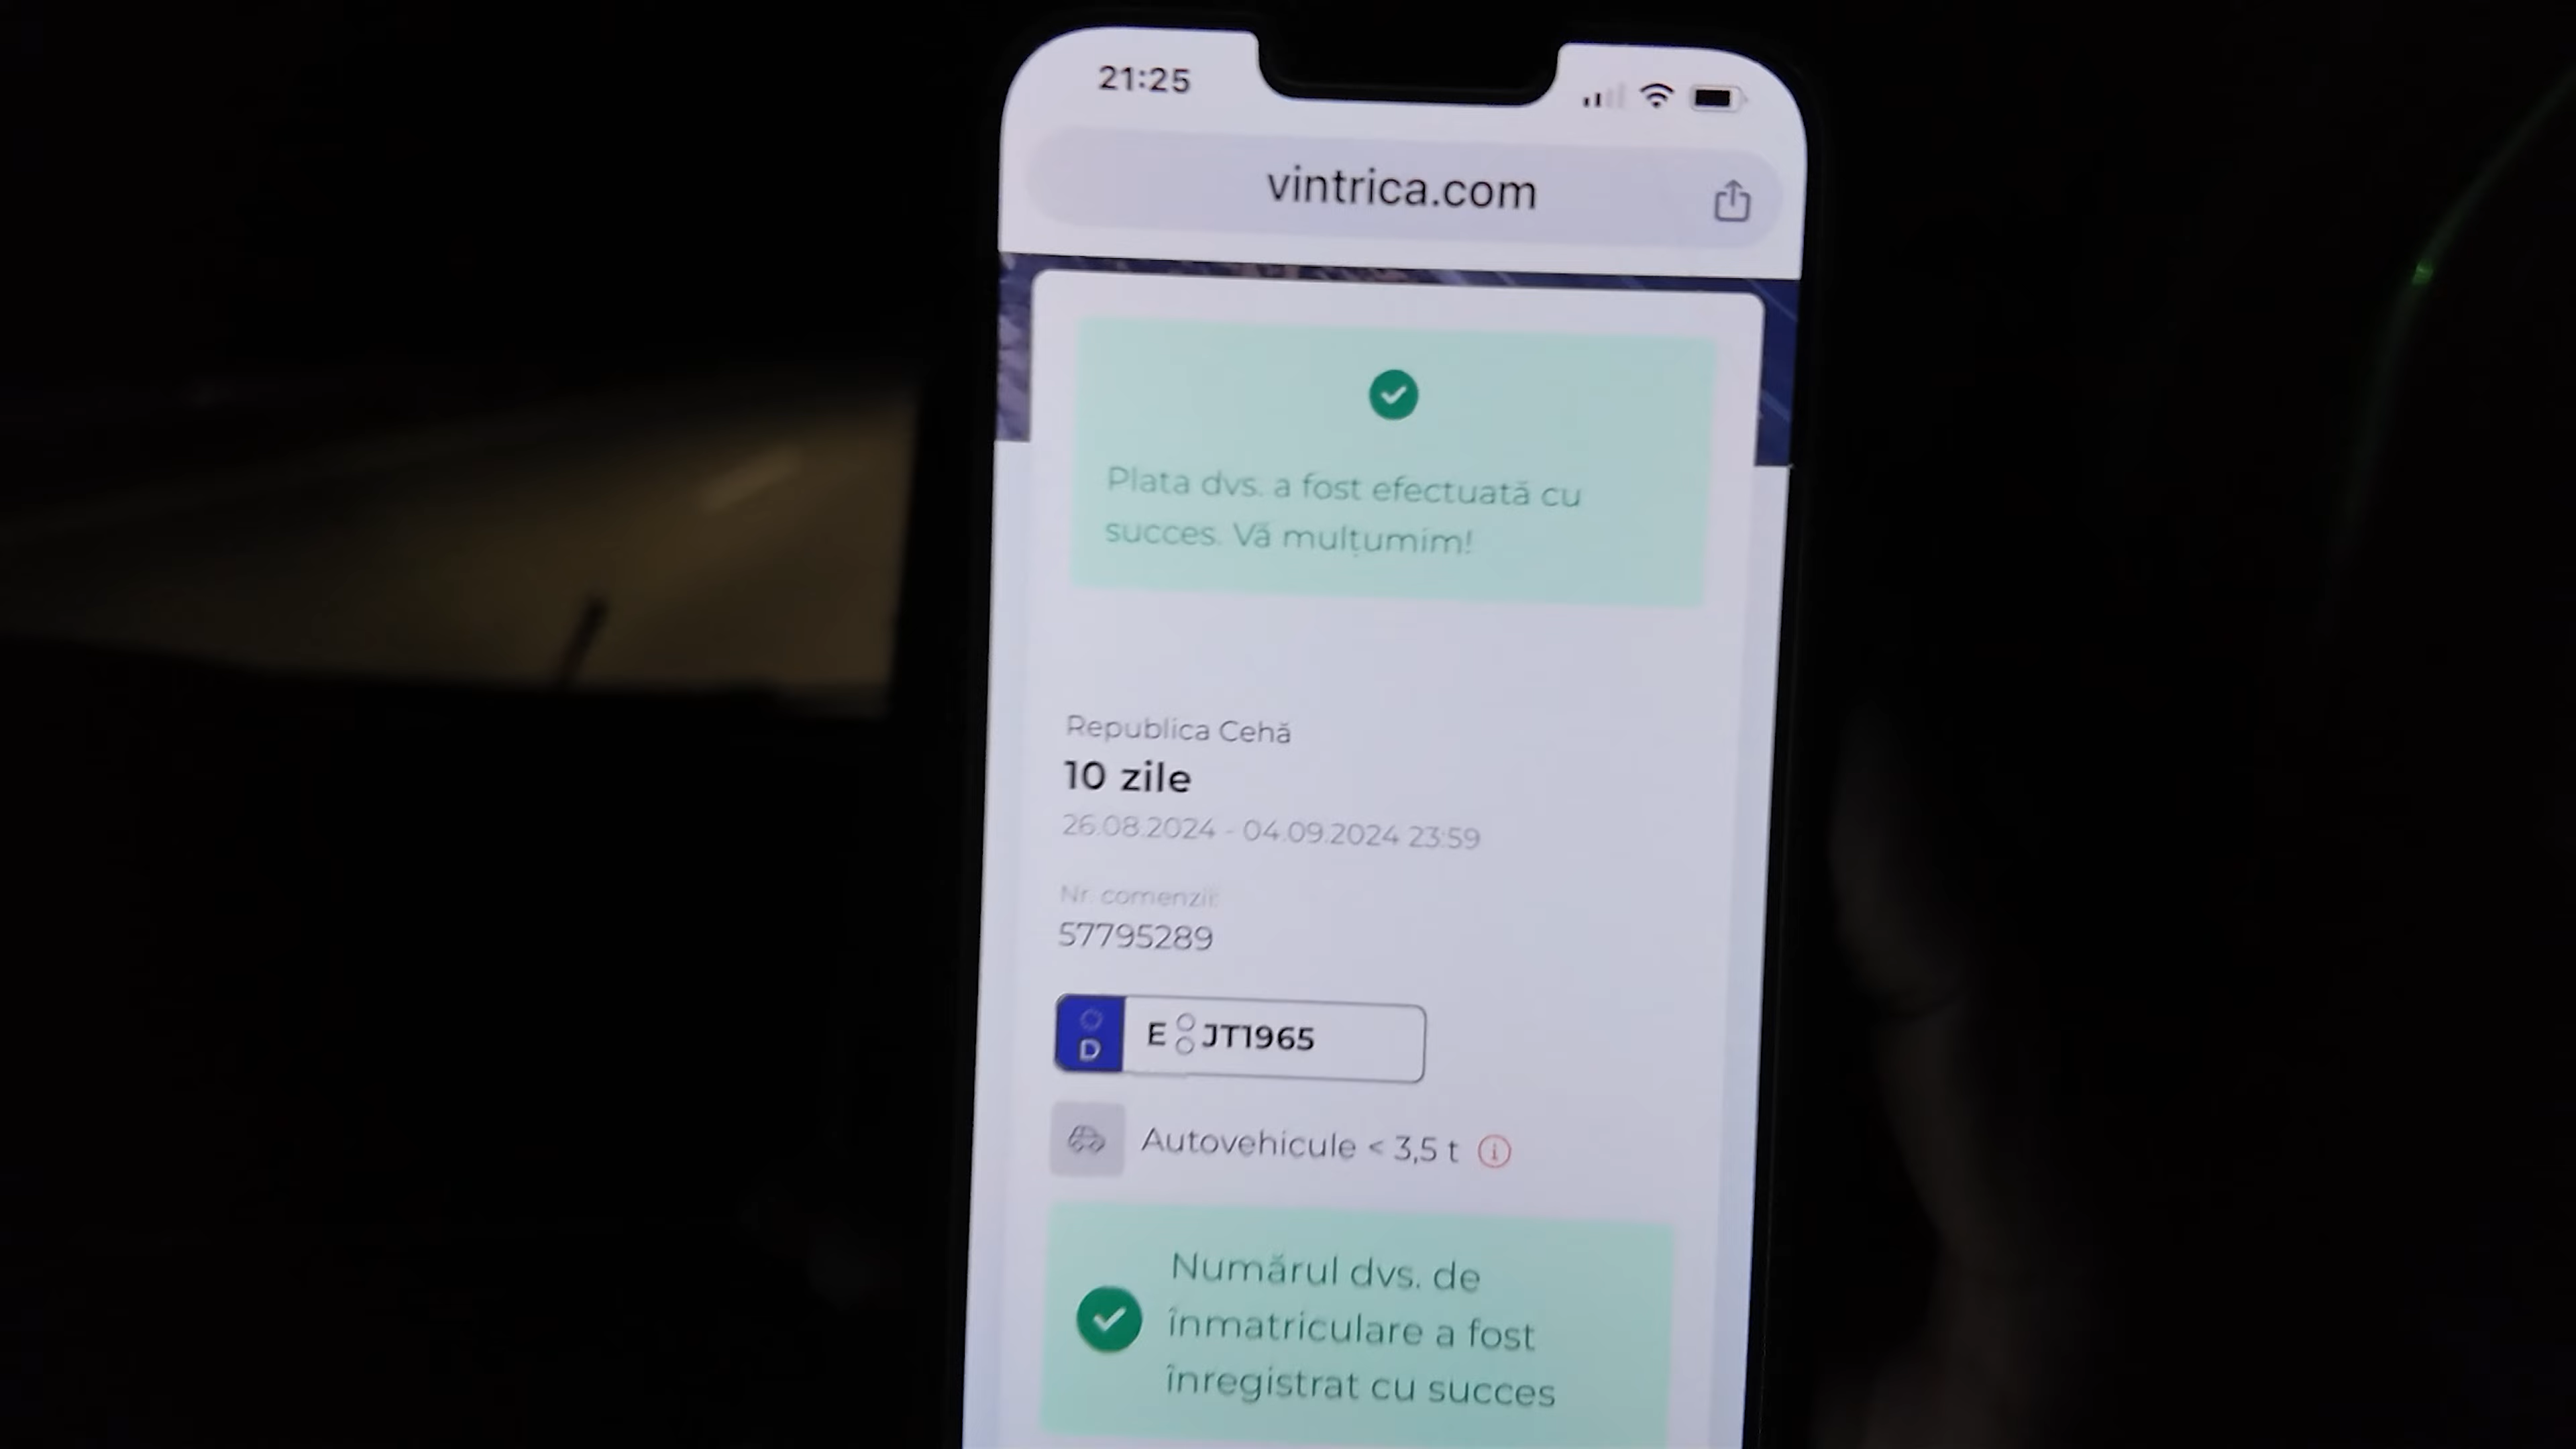 21:25
vintrica.com
Plata dvs. a fost efectuată cu
succes. Vă mulțumim!
Republica Cehă
10 zile
26.08.2024 - 04.09.2024 23:59
Nr. comenzii:
57795289
D
E JT1965
Autovehicule < 3,5 t
Numărul dvs. de
înmatriculare a fost
înregistrat cu succes